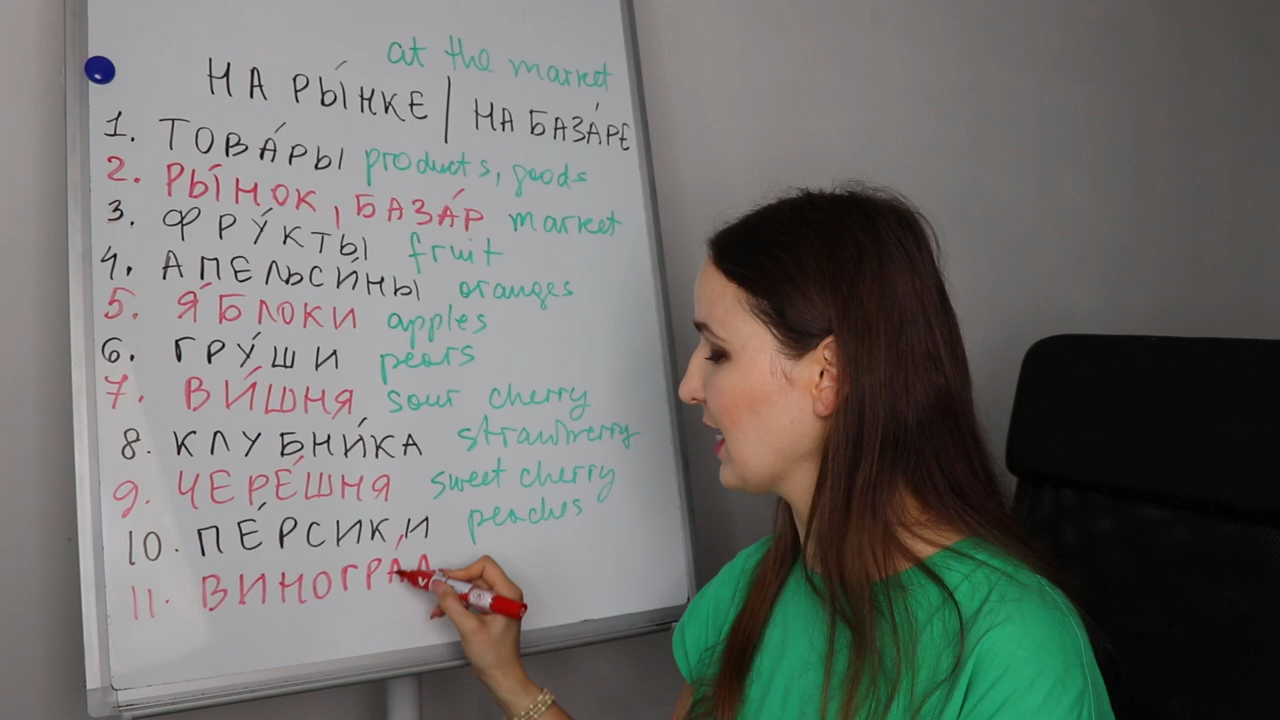 at the market
НА РЫ́НКЕ | НА БАЗА́РЕ
1. ТОВА́РЫ products, goods
2. РЫ́НОК, БАЗА́Р market
3. ФРУ́КТЫ fruit
4. АПЕЛЬСИ́НЫ oranges
5. Я́БЛОКИ apples
6. ГРУ́ШИ pears
7. ВИ́ШНЯ sour cherry
8. КЛУБНИ́КА strawberry
9. ЧЕРЕ́ШНЯ sweet cherry
10. ПЕ́РСИКИ peaches
11. ВИНОГРА́Д